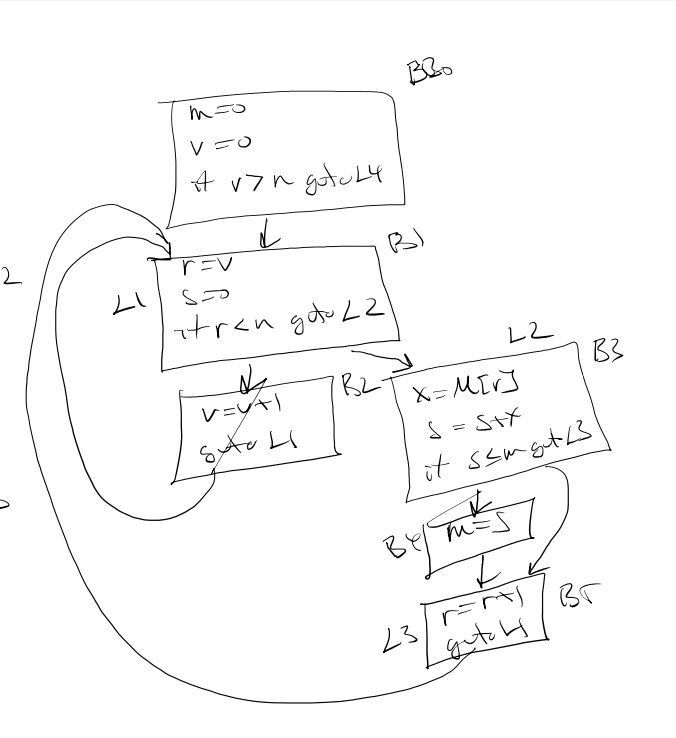 BB0
m=0
v=0
if v>n goto L4
B1
2
r=v
L1
s=0
if r<n goto L2
L2
B3
B2
v=v+1
goto L1
x=M[r]
s=s+x
if s≤m goto L3
B4
m=s
B5
L3
r=r+1
goto L1